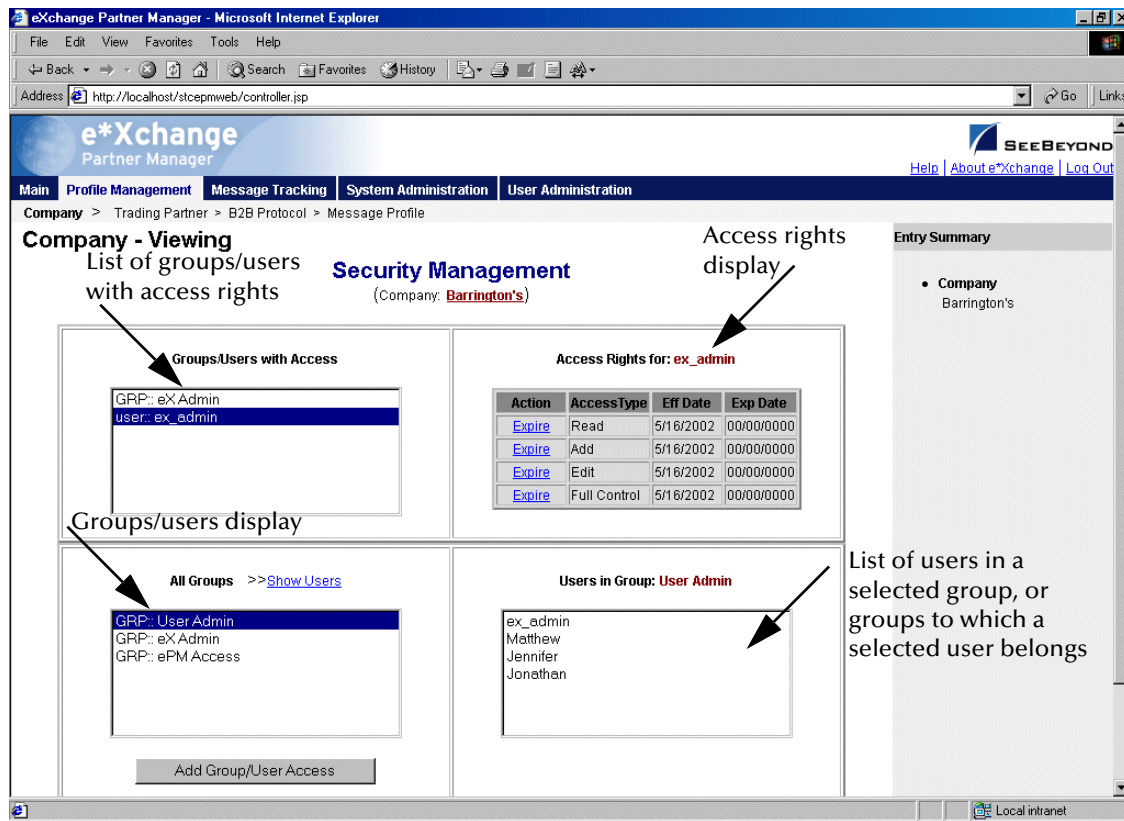 eXchange Partner Manager - Microsoft Internet Explorer
File Edit View Favorites Tools Help
Back Search Favorites History
Address http://localhost/stcepmweb/controller.jsp Go Links
e*Xchange
Partner Manager
SEEBEYOND
Help | About e*Xchange | Log Out
Main Profile Management Message Tracking System Administration User Administration
Company > Trading Partner > B2B Protocol > Message Profile
Company - Viewing
Entry Summary
List of groups/users
with access rights
Access rights
display
Security Management
(Company: Barrington's)
• Company
Barrington's
Groups/Users with Access
GRP:: eX Admin
user:: ex_admin
Access Rights for: ex_admin
Action AccessType Eff Date Exp Date
Expire Read 5/16/2002 00/00/0000
Expire Add 5/16/2002 00/00/0000
Expire Edit 5/16/2002 00/00/0000
Expire Full Control 5/16/2002 00/00/0000
Groups/users display
All Groups >>Show Users
GRP:: User Admin
GRP:: eX Admin
GRP:: ePM Access
Users in Group: User Admin
ex_admin
Matthew
Jennifer
Jonathan
List of users in a
selected group, or
groups to which a
selected user belongs
Add Group/User Access
Local intranet